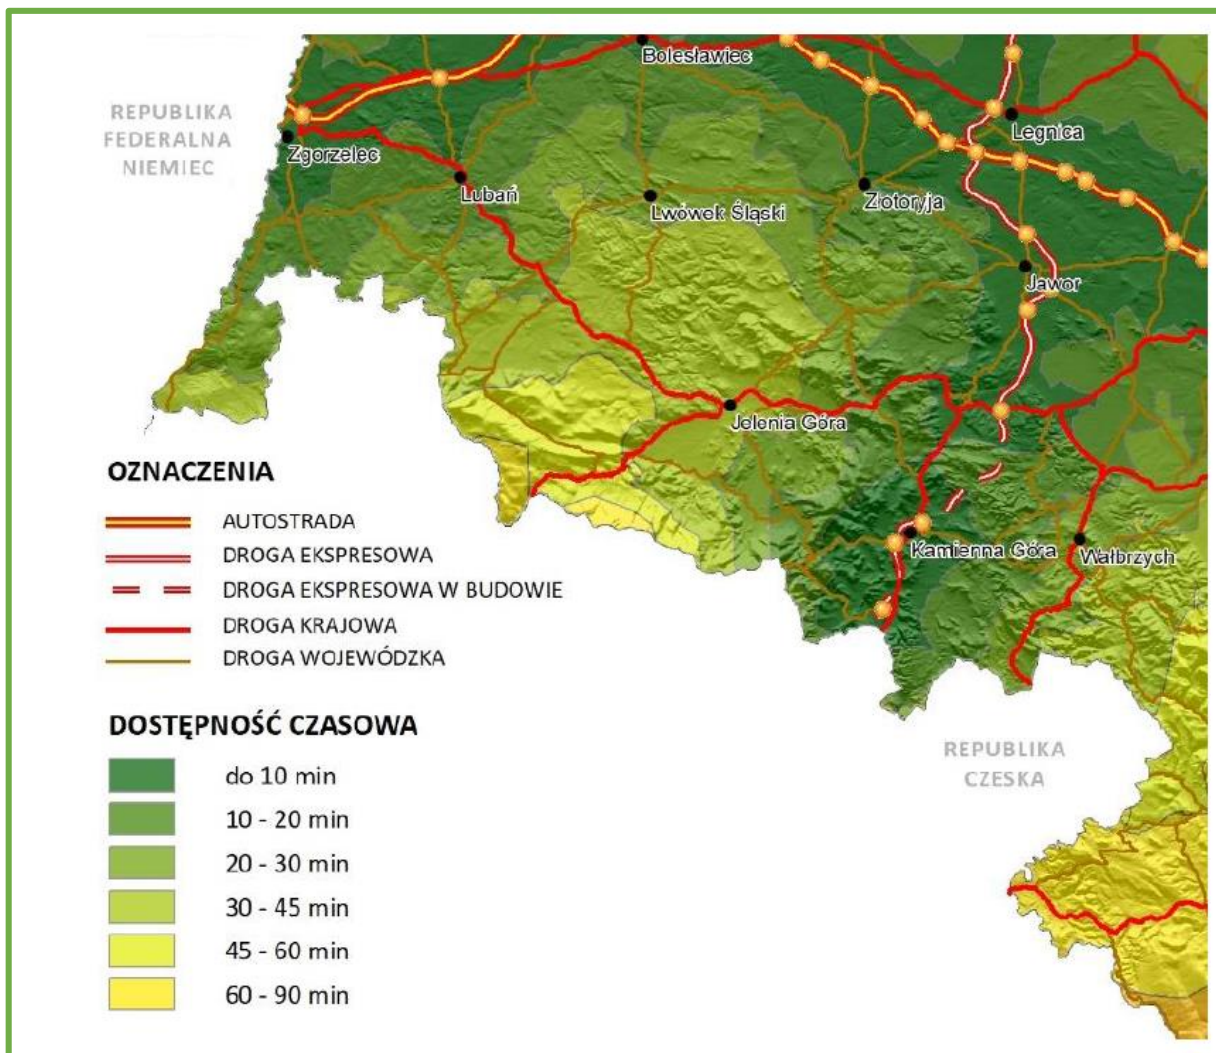 Bolesławiec
REPUBLIKA
FEDERALNA
NIEMIEC
Legnica
Zgorzelec
Lubań
Lwówek Śląski
Złotoryja
Jawor
Jelenia Góra
OZNACZENIA
AUTOSTRADA
DROGA EKSPRESOWA
DROGA EKSPRESOWA W BUDOWIE
DROGA KRAJOWA
DROGA WOJEWÓDZKA
Kamienna Góra
Wałbrzych
DOSTĘPNOŚĆ CZASOWA
do 10 min
10 - 20 min
20 - 30 min
30 - 45 min
45 - 60 min
60 - 90 min
REPUBLIKA
CZESKA